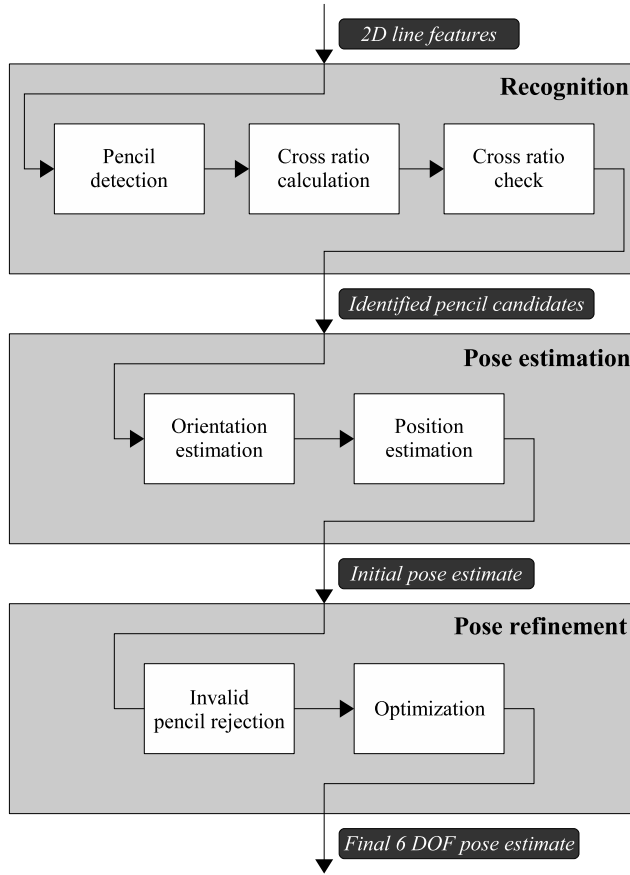 2D line features
Recognition
Pencil
detection
Cross ratio
calculation
Cross ratio
check
Identified pencil candidates
Pose estimation
Orientation
estimation
Position
estimation
Initial pose estimate
Pose refinement
Invalid
pencil rejection
Optimization
Final 6 DOF pose estimate